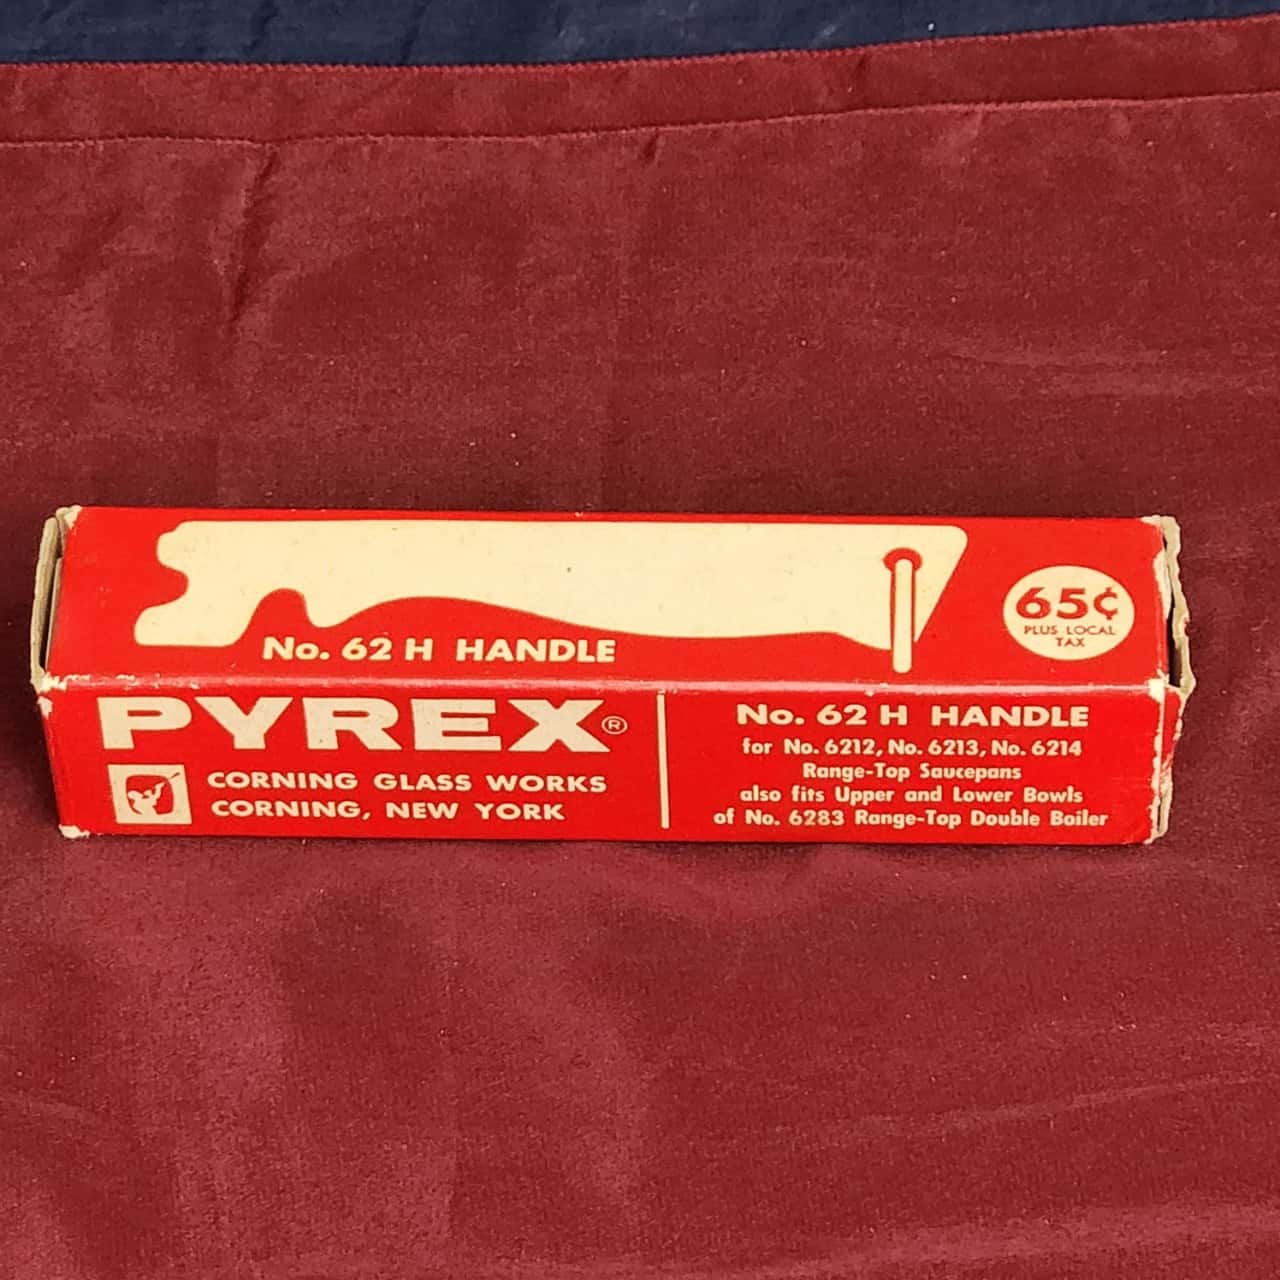 No. 62 H HANDLE
65¢
PLUS LOCAL
TAX
PYREX®
CORNING GLASS WORKS
CORNING, NEW YORK
No. 62 H HANDLE
for No. 6212, No. 6213, No. 6214
Range-Top Saucepans
also fits Upper and Lower Bowls
of No. 6283 Range-Top Double Boiler